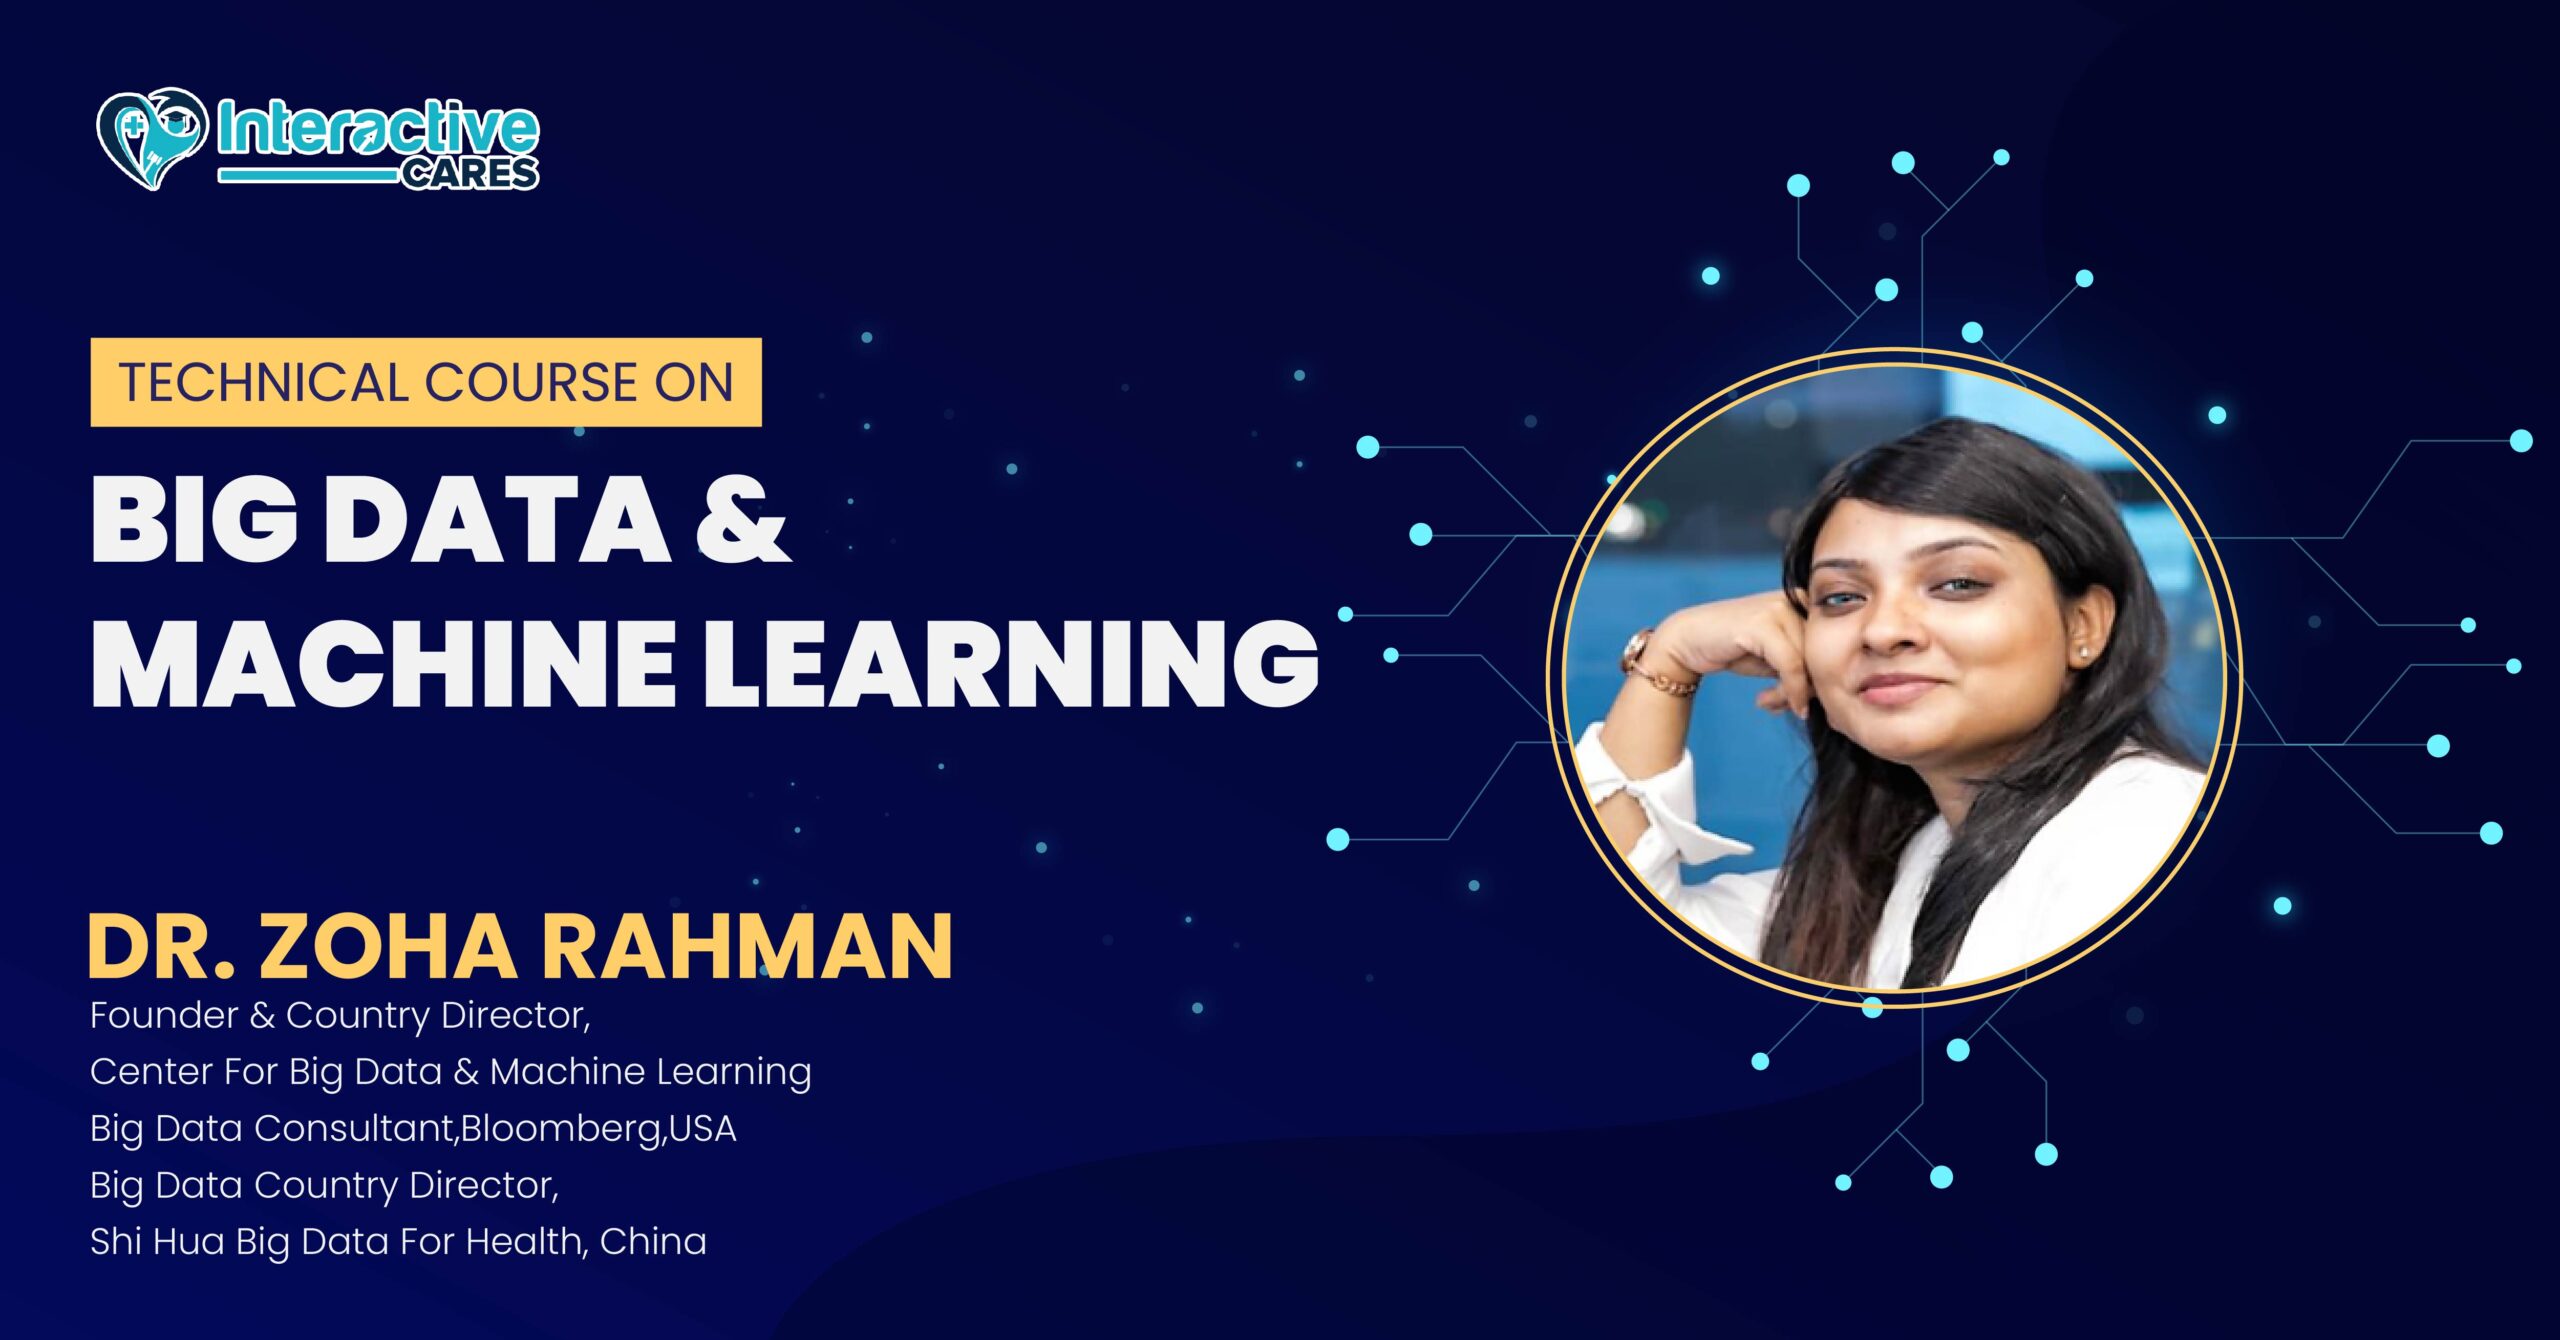 Interactive
CARES
TECHNICAL COURSE ON
BIG DATA &
MACHINE LEARNING
DR. ZOHA RAHMAN
Founder & Country Director,
Center For Big Data & Machine Learning
Big Data Consultant,Bloomberg,USA
Big Data Country Director,
Shi Hua Big Data For Health, China